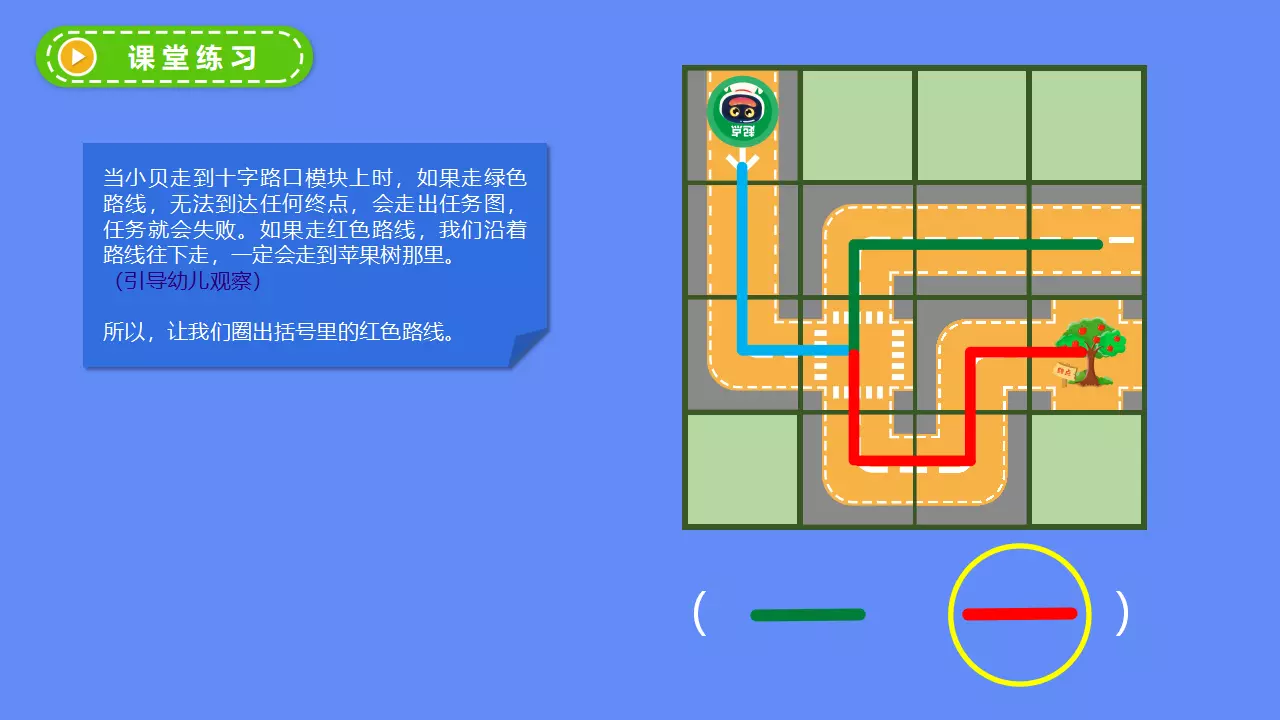 课堂练习
当小贝走到十字路口模块上时，如果走绿色
路线，无法到达任何终点，会走出任务图，
任务就会失败。如果走红色路线，我们沿着
路线往下走，一定会走到苹果树那里。
（引导幼儿观察）
所以，让我们圈出括号里的红色路线。
起点
终点
( )